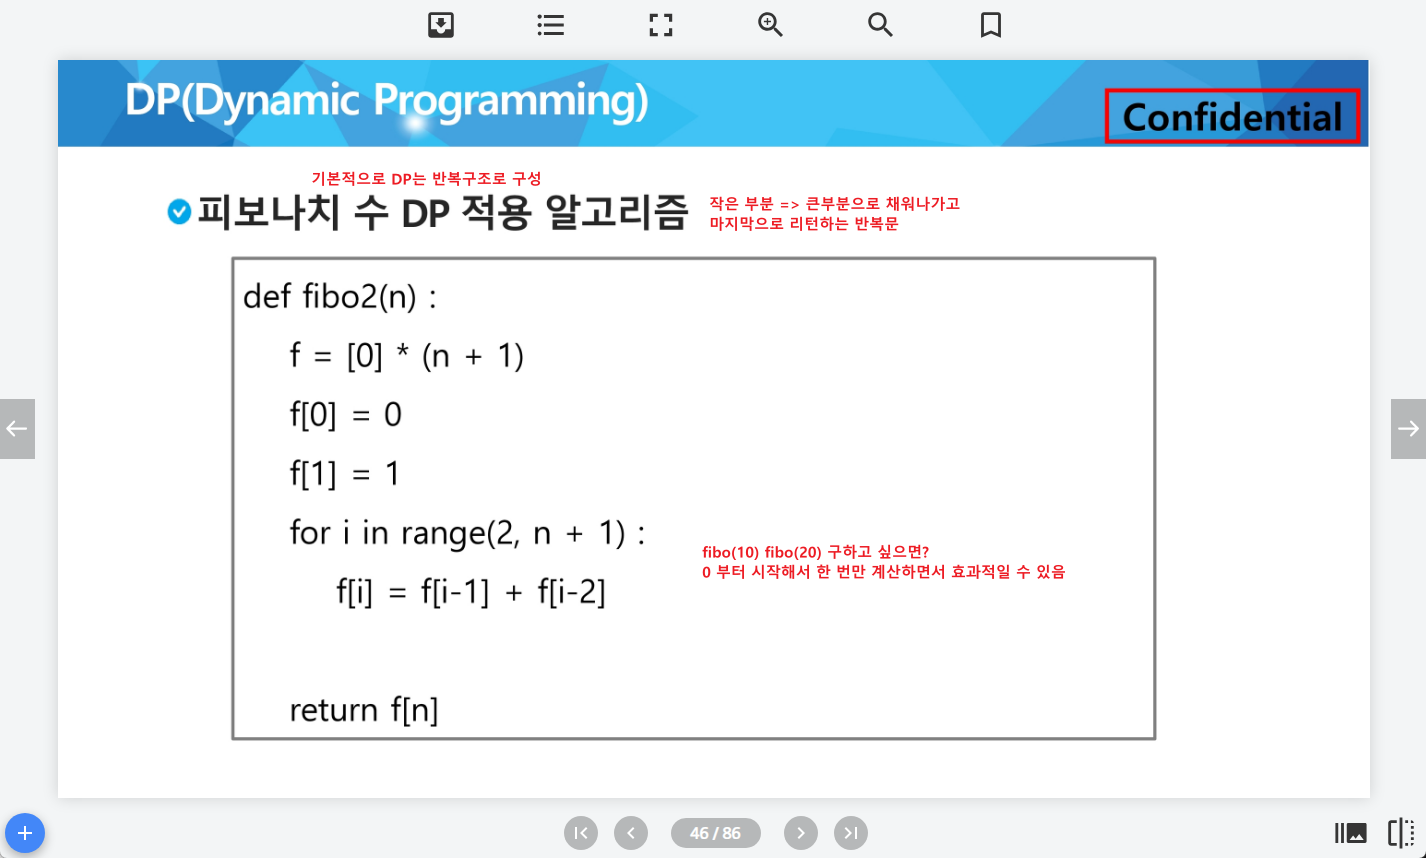 DP(Dynamic Programming)
Confidential
기본적으로 DP는 반복구조로 구성
피보나치 수 DP 적용 알고리즘
작은 부분 => 큰부분으로 채워나가고
마지막으로 리턴하는 반복문
def fibo2(n) :
f = [0] * (n + 1)
f[0] = 0
f[1] = 1
for i in range(2, n + 1) :
f[i] = f[i-1] + f[i-2]
fibo(10) fibo(20) 구하고 싶으면?
0 부터 시작해서 한 번만 계산하면서 효과적일 수 있음
return f[n]
46 / 86